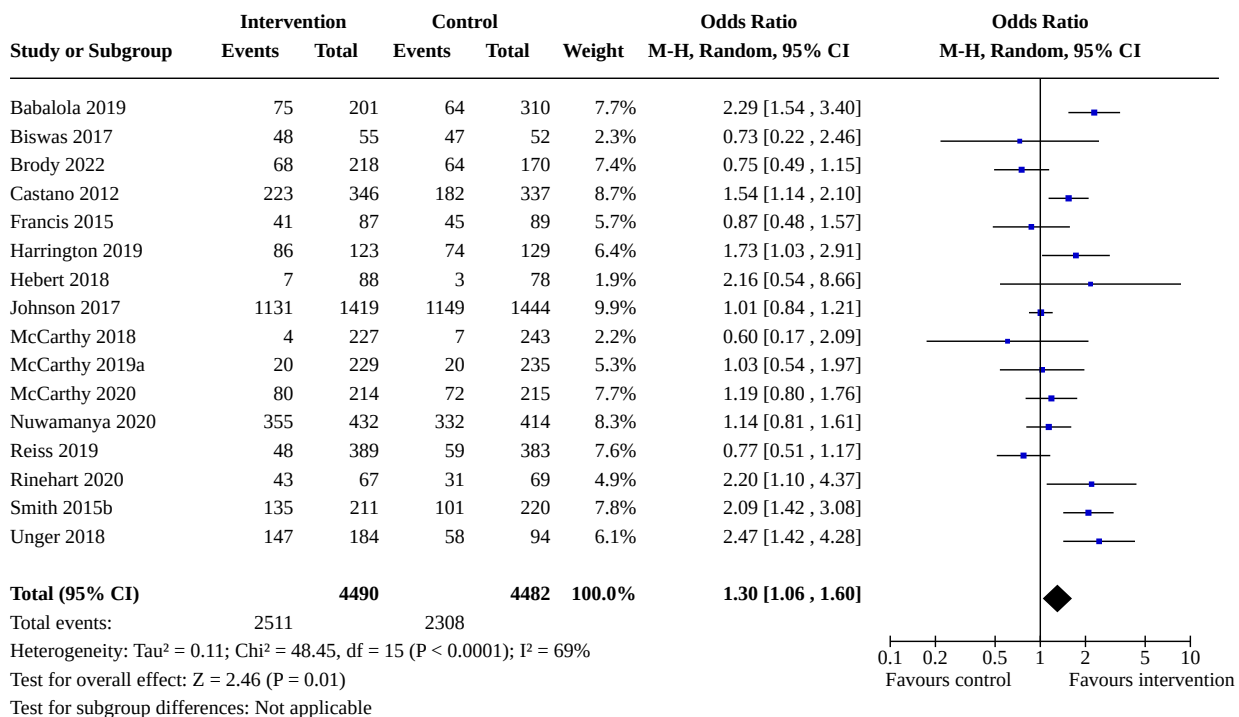 Intervention Control Odds Ratio Odds Ratio
Study or Subgroup Events Total Events Total Weight M-H, Random, 95% CI M-H, Random, 95% CI
Babalola 2019 75 201 64 310 7.7% 2.29 [1.54 , 3.40]
Biswas 2017 48 55 47 52 2.3% 0.73 [0.22 , 2.46]
Brody 2022 68 218 64 170 7.4% 0.75 [0.49 , 1.15]
Castano 2012 223 346 182 337 8.7% 1.54 [1.14 , 2.10]
Francis 2015 41 87 45 89 5.7% 0.87 [0.48 , 1.57]
Harrington 2019 86 123 74 129 6.4% 1.73 [1.03 , 2.91]
Hebert 2018 7 88 3 78 1.9% 2.16 [0.54 , 8.66]
Johnson 2017 1131 1419 1149 1444 9.9% 1.01 [0.84 , 1.21]
McCarthy 2018 4 227 7 243 2.2% 0.60 [0.17 , 2.09]
McCarthy 2019a 20 229 20 235 5.3% 1.03 [0.54 , 1.97]
McCarthy 2020 80 214 72 215 7.7% 1.19 [0.80 , 1.76]
Nuwamanya 2020 355 432 332 414 8.3% 1.14 [0.81 , 1.61]
Reiss 2019 48 389 59 383 7.6% 0.77 [0.51 , 1.17]
Rinehart 2020 43 67 31 69 4.9% 2.20 [1.10 , 4.37]
Smith 2015b 135 211 101 220 7.8% 2.09 [1.42 , 3.08]
Unger 2018 147 184 58 94 6.1% 2.47 [1.42 , 4.28]
Total (95% CI) 4490 4482 100.0% 1.30 [1.06 , 1.60]
Total events: 2511 2308
Heterogeneity: Tau² = 0.11; Chi² = 48.45, df = 15 (P < 0.0001); I² = 69%
0.1 0.2 0.5 1 2 5 10
Test for overall effect: Z = 2.46 (P = 0.01) Favours control Favours intervention
Test for subgroup differences: Not applicable